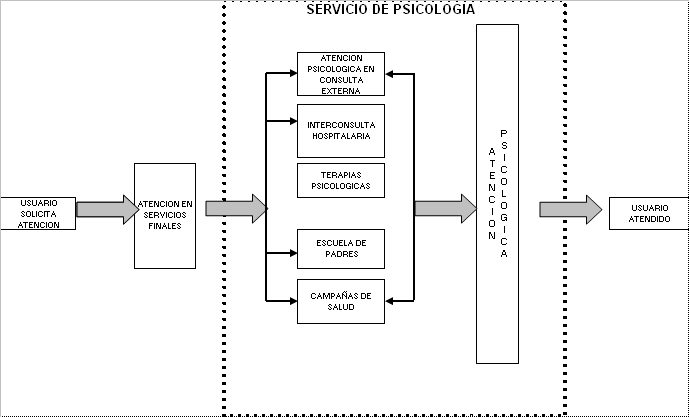 SERVICIO DE PSICOLOGIA
USUARIO
SOLICITA
ATENCION
ATENCION EN
SERVICIOS
FINALES
ATENCION
PSICOLOGICA EN
CONSULTA
EXTERNA
INTERCONSULTA
HOSPITALARIA
TERAPIAS
PSICOLOGICAS
ESCUELA DE
PADRES
CAMPAÑAS DE
SALUD
ATENCION
PSICOLOGICA
USUARIO
ATENDIDO